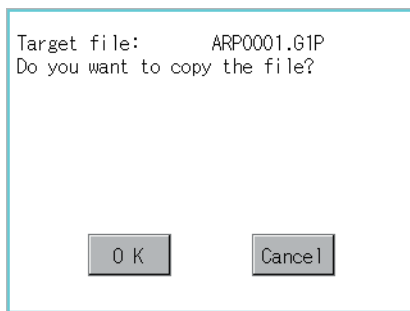 Target file: ARP0001.G1P
Do you want to copy the file?
OK Cancel